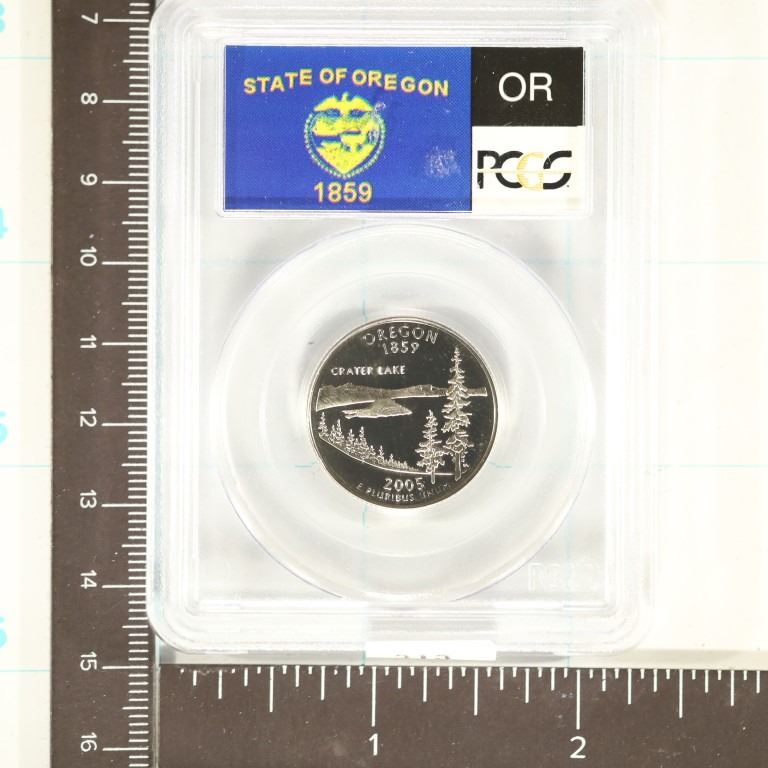 STATE OF OREGON
1859
OR
PCGS
OREGON
1859
CRATER LAKE
2005
E PLURIBUS UNUM
7
8
9
10
11
12
13
14
15
16
1
2